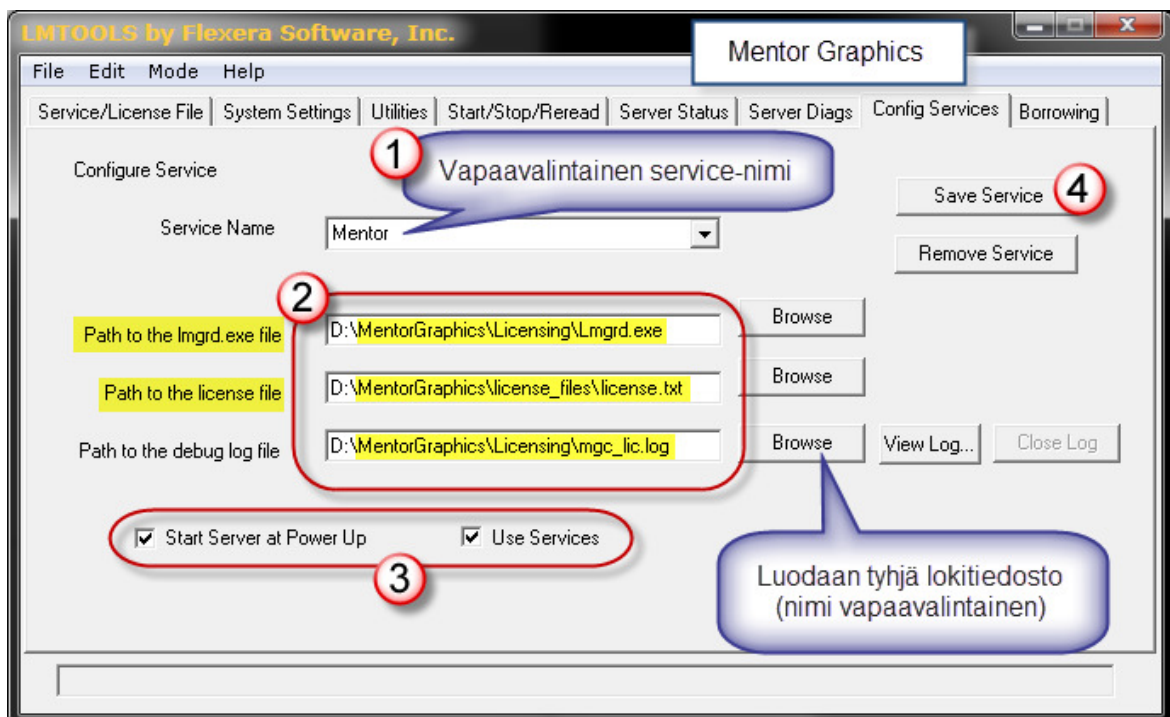 LMTOOLS by Flexera Software, Inc.
Mentor Graphics
File Edit Mode Help
Service/License File System Settings Utilities Start/Stop/Reread Server Status Server Diags Config Services Borrowing
1
Vapaavalintainen service-nimi
Configure Service
Save Service 4
Service Name Mentor
Remove Service
2
Path to the lmgrd.exe file D:\MentorGraphics\Licensing\Lmgrd.exe Browse
Path to the license file D:\MentorGraphics\license_files\license.txt Browse
Path to the debug log file D:\MentorGraphics\Licensing\mgc_lic.log Browse View Log... Close Log
Start Server at Power Up Use Services
3
Luodaan tyhjä lokitiedosto
(nimi vapaavalintainen)